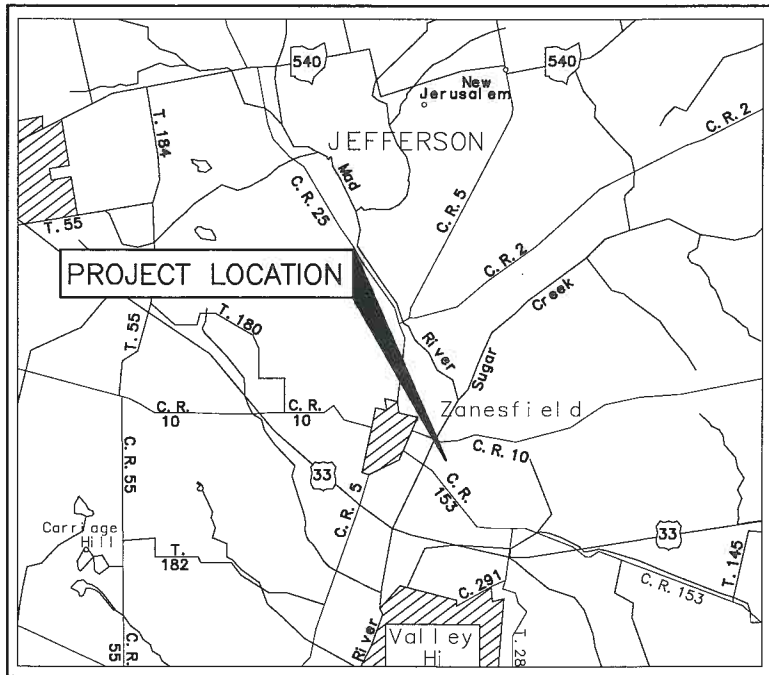 540
540
New
Jerusalem
JEFFERSON
C. R. 2
T. 184
Mad
C. R. 25
C. R. 5
T. 55
C. R. 2
PROJECT LOCATION
Creek
T. 180
T. 55
River
Sugar
Zanesfield
C. R.
10
C. R.
10
C. R. 10
C. R. 55
33
C. R. 5
C. R.
153
Carriage
Hill
33
T.
182
C. 291
T. 145
C. R. 153
River
Valley
Hi
T. 28
C. R.
55